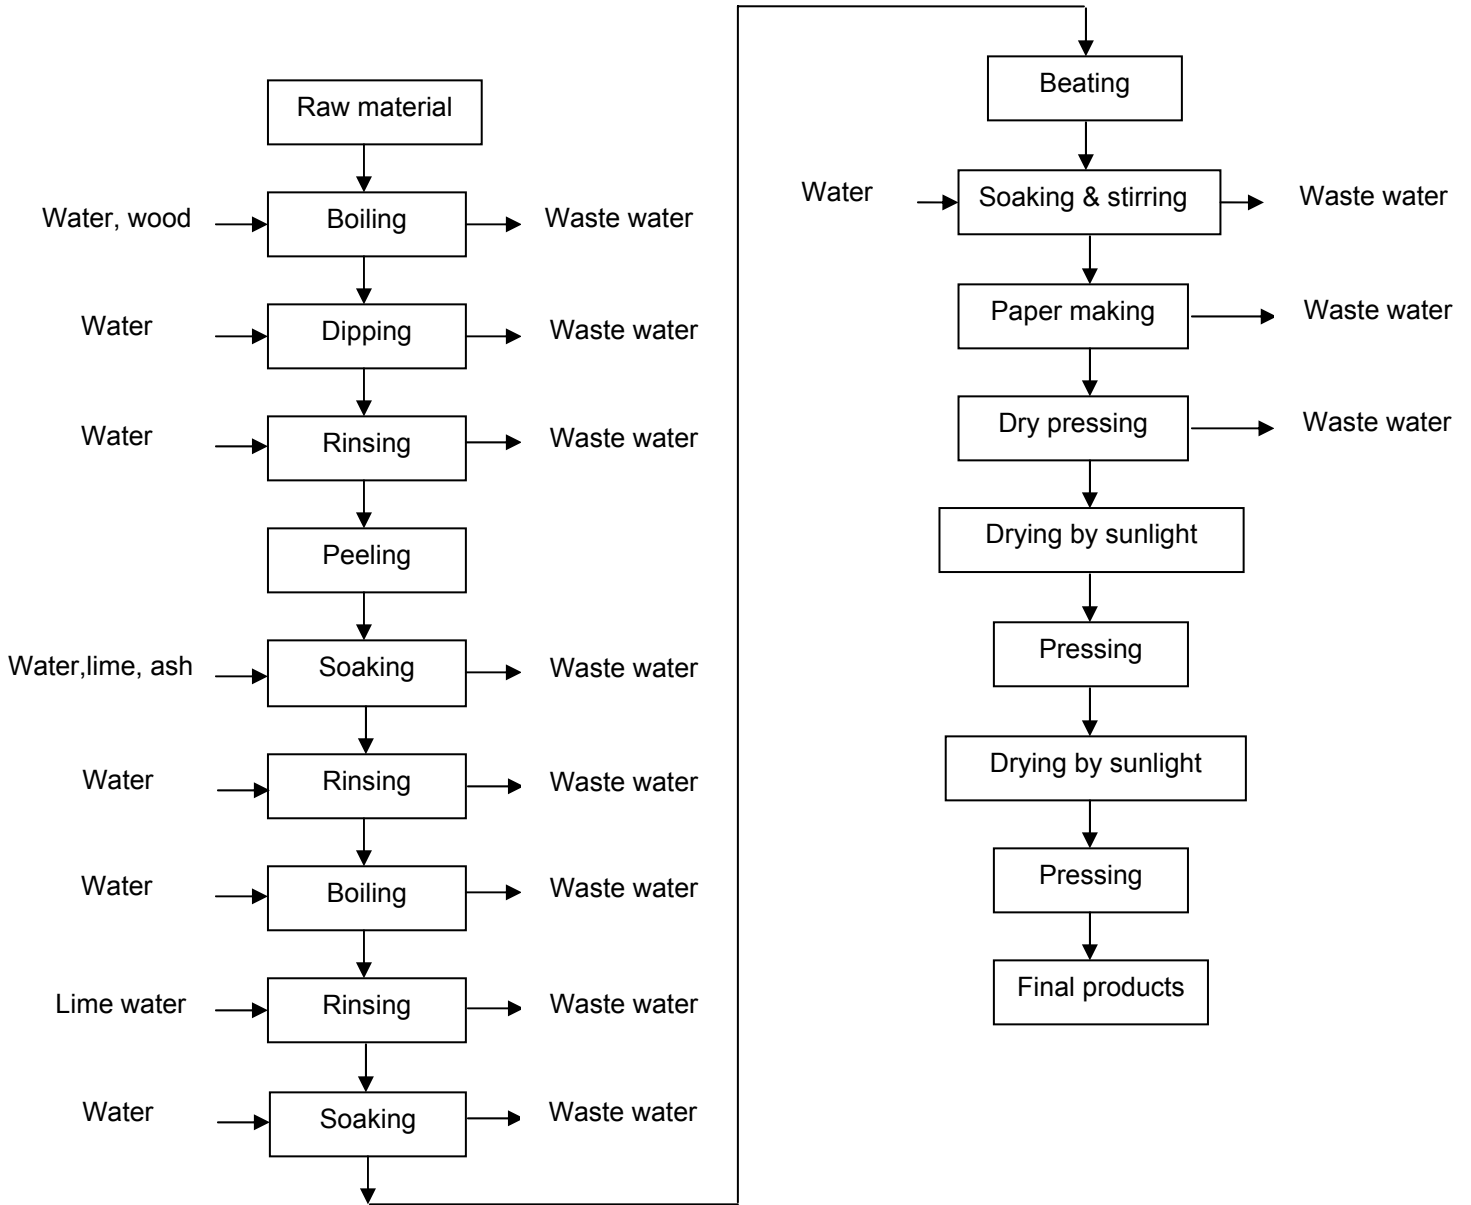 Raw material
Water, wood
Boiling
Waste water
Water
Dipping
Waste water
Water
Rinsing
Waste water
Peeling
Water,lime, ash
Soaking
Waste water
Water
Rinsing
Waste water
Water
Boiling
Waste water
Lime water
Rinsing
Waste water
Water
Soaking
Waste water
Beating
Water
Soaking & stirring
Waste water
Paper making
Waste water
Dry pressing
Waste water
Drying by sunlight
Pressing
Drying by sunlight
Pressing
Final products